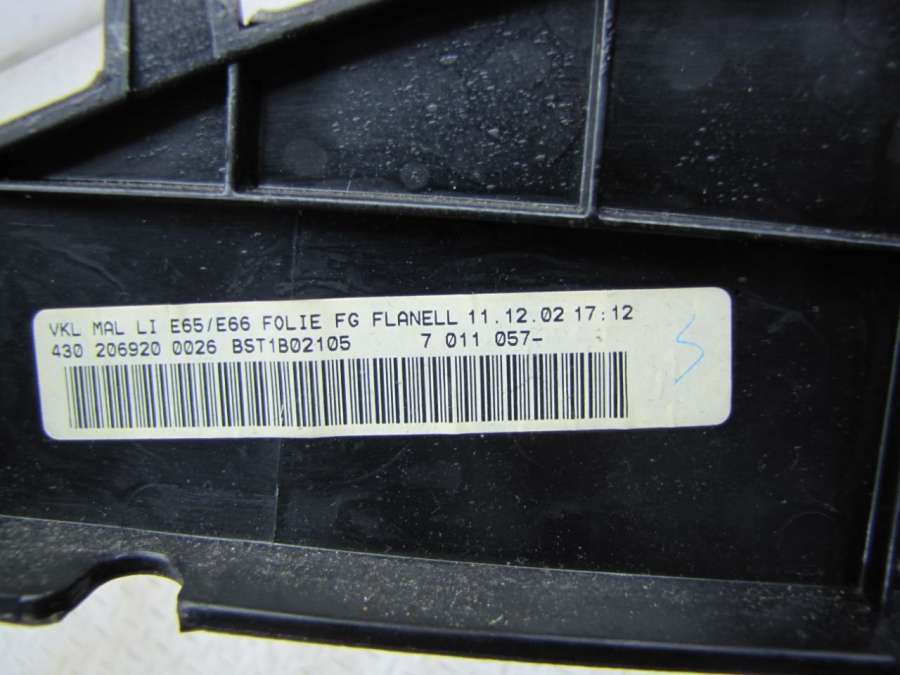 VKL MAL LI E65/E66 FOLIE FG FLANELL 11.12.02 17:12
430 206920 0026 BST1B02105 7 011 057-
S